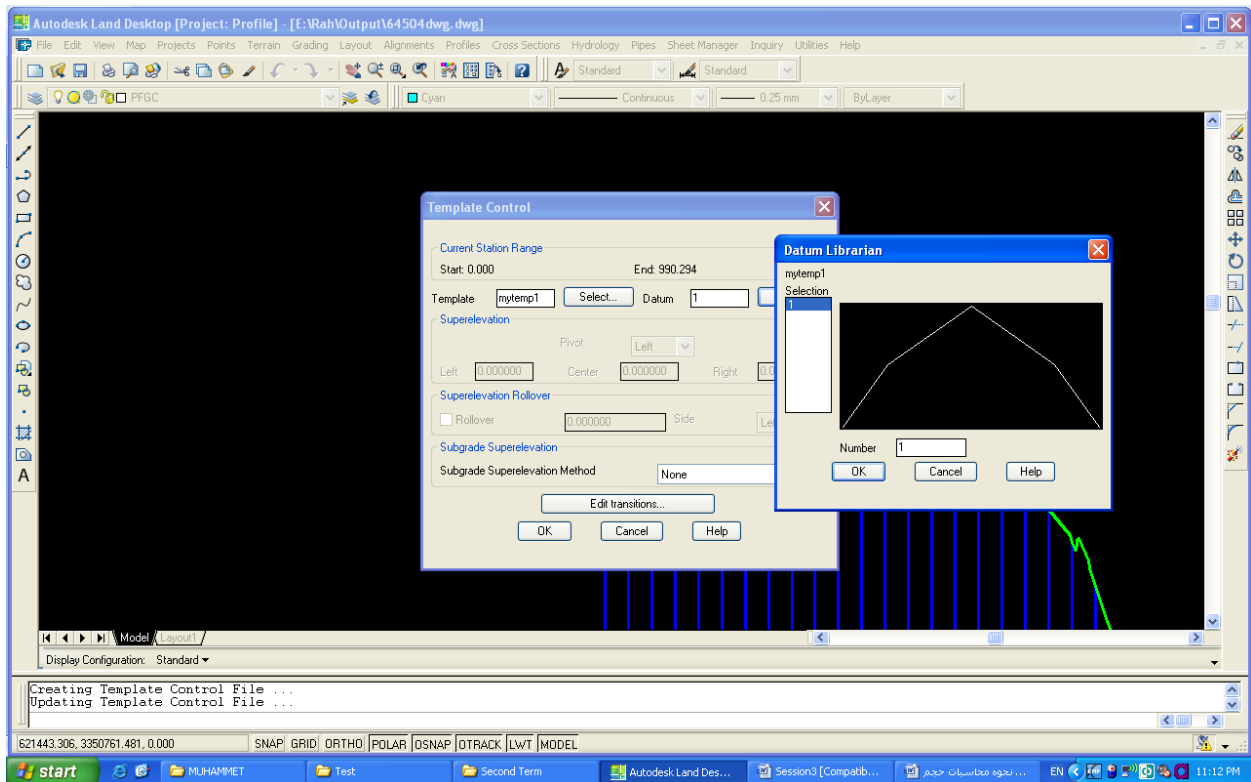 Autodesk Land Desktop [Project: Profile] - [E:\Rah\Output\64504dwg.dwg]
File Edit View Map Projects Points Terrain Grading Layout Alignments Profiles Cross Sections Hydrology Pipes Sheet Manager Inquiry Utilities Help
Standard Standard
PFGC Cyan Continuous 0.25 mm ByLayer
Template Control
Current Station Range
Start: 0.000 End: 990.294
Template mytemp1 Select... Datum 1
Superelevation
Pivot Left
Left 0.000000 Center 0.000000 Right
Superelevation Rollover
Rollover 0.000000 Side
Subgrade Superelevation
Subgrade Superelevation Method None
Edit transitions...
OK Cancel Help
Datum Librarian
mytemp1
Selection
1
Number 1
OK Cancel Help
A
Model Layout1
Display Configuration: Standard
Creating Template Control File ...
Updating Template Control File ...
621443.306, 3350761.481, 0.000 SNAP GRID ORTHO POLAR OSNAP OTRACK LWT MODEL
start MUHAMMET Test Second Term Autodesk Land Des... Session3 [Compatib... نحوه محاسبات حجم ... EN 11:12 PM